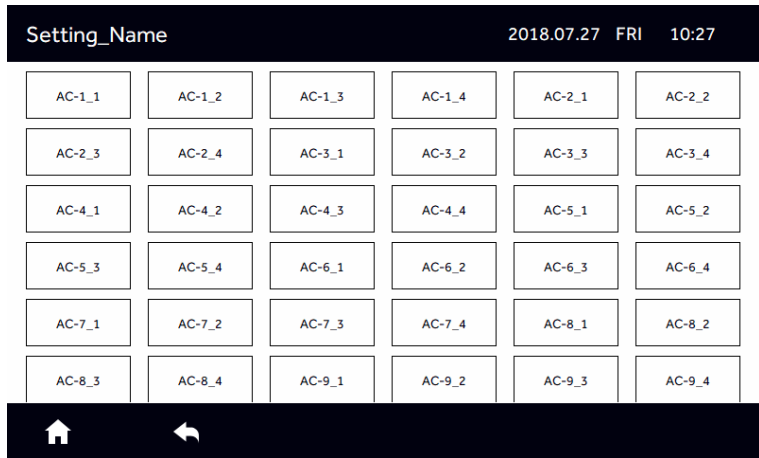 Setting_Name 2018.07.27 FRI 10:27
AC-1_1 AC-1_2 AC-1_3 AC-1_4 AC-2_1 AC-2_2
AC-2_3 AC-2_4 AC-3_1 AC-3_2 AC-3_3 AC-3_4
AC-4_1 AC-4_2 AC-4_3 AC-4_4 AC-5_1 AC-5_2
AC-5_3 AC-5_4 AC-6_1 AC-6_2 AC-6_3 AC-6_4
AC-7_1 AC-7_2 AC-7_3 AC-7_4 AC-8_1 AC-8_2
AC-8_3 AC-8_4 AC-9_1 AC-9_2 AC-9_3 AC-9_4